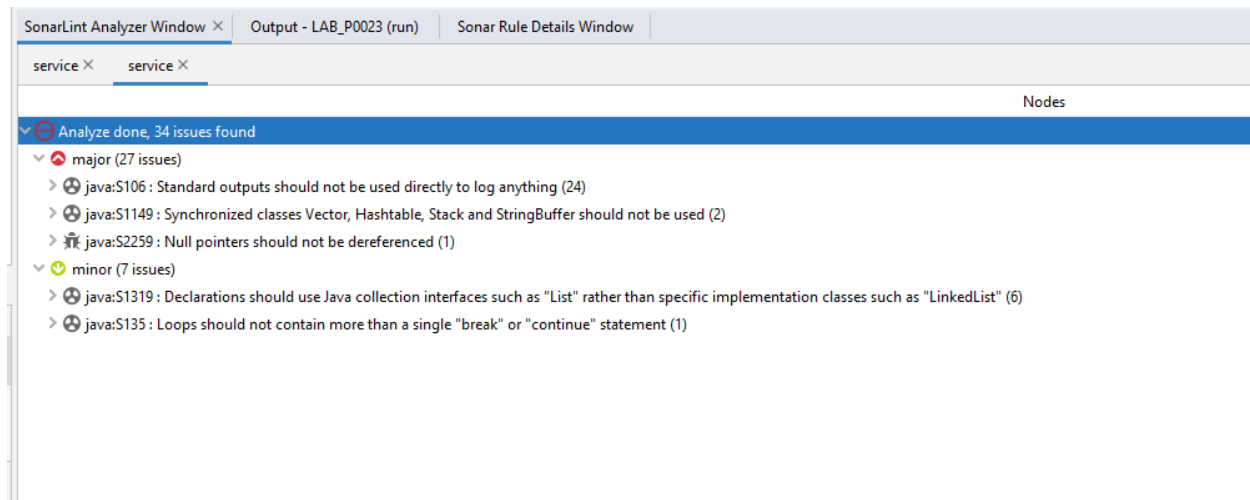 SonarLint Analyzer Window × Output - LAB_P0023 (run) Sonar Rule Details Window
service × service ×
Nodes
Analyze done, 34 issues found
major (27 issues)
java:S106 : Standard outputs should not be used directly to log anything (24)
java:S1149 : Synchronized classes Vector, Hashtable, Stack and StringBuffer should not be used (2)
java:S2259 : Null pointers should not be dereferenced (1)
minor (7 issues)
java:S1319 : Declarations should use Java collection interfaces such as "List" rather than specific implementation classes such as "LinkedList" (6)
java:S135 : Loops should not contain more than a single "break" or "continue" statement (1)